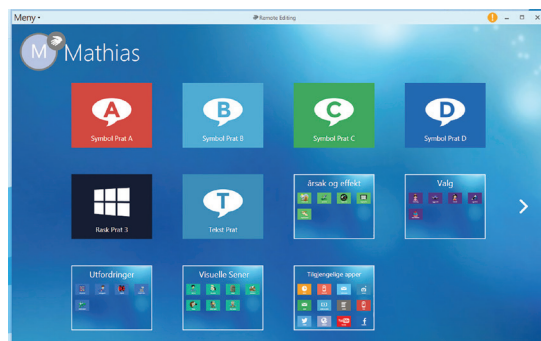 Meny
Remote Editing
M Mathias
A
B
C
D
Symbol Prat A
Symbol Prat B
Symbol Prat C
Symbol Prat D
T
årsak og effekt
Valg
Rask Prat 3
Tekst Prat
Utfordringer
Visuelle Sener
Tilgjengelige apper